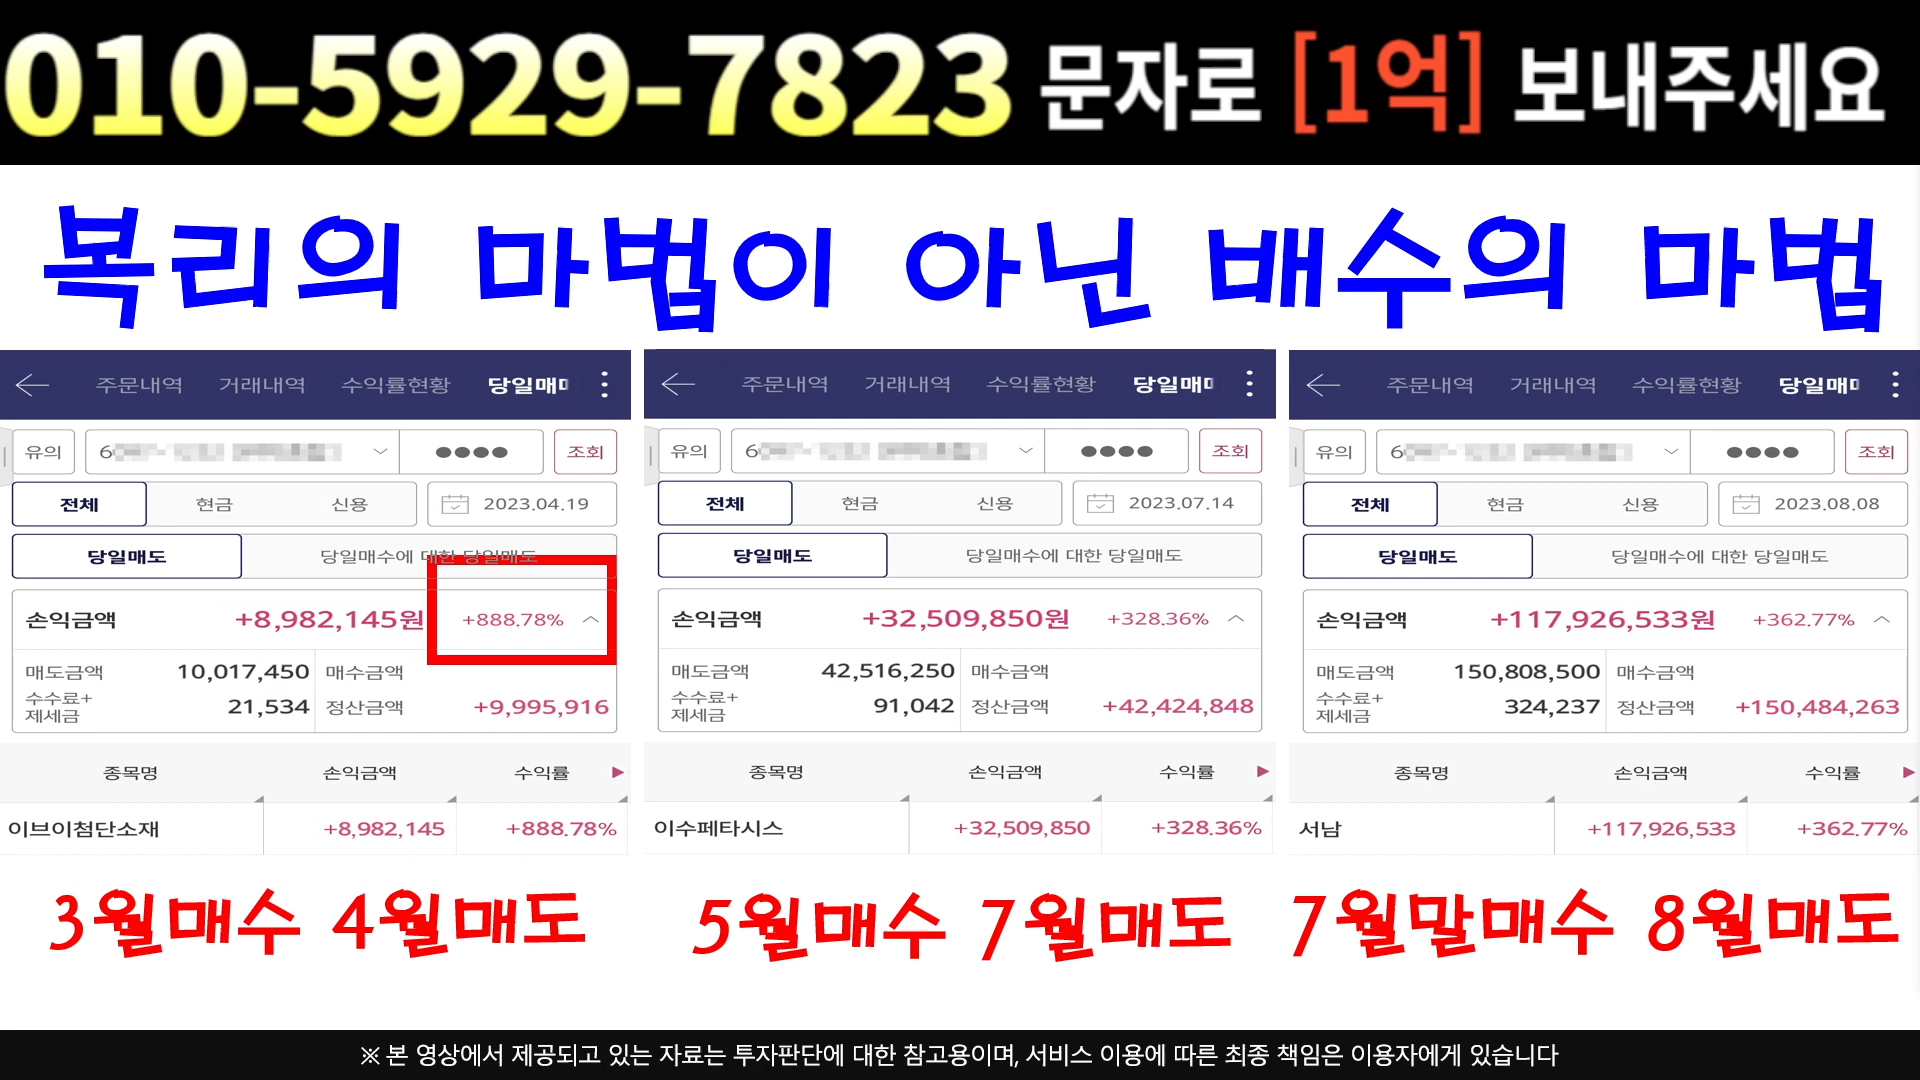 010-5929-7823 문자로 [1억] 보내주세요
복리의 마법이 아닌 배수의 마법
주문내역 거래내역 수익률현황 당일매
유의 6 ●●●● 조회
전체 현금 신용 2023.04.19
당일매도 당일매수에 대한 당일매도
손익금액 +8,982,145원 +888.78%
매도금액 10,017,450 매수금액
수수료+
제세금 21,534 정산금액 +9,995,916
종목명 손익금액 수익률
이브이첨단소재 +8,982,145 +888.78%
3월매수 4월매도
주문내역 거래내역 수익률현황 당일매
유의 6 ●●●● 조회
전체 현금 신용 2023.07.14
당일매도 당일매수에 대한 당일매도
손익금액 +32,509,850원 +328.36%
매도금액 42,516,250 매수금액
수수료+
제세금 91,042 정산금액 +42,424,848
종목명 손익금액 수익률
이수페타시스 +32,509,850 +328.36%
5월매수 7월매도
주문내역 거래내역 수익률현황 당일매
유의 6 ●●●● 조회
전체 현금 신용 2023.08.08
당일매도 당일매수에 대한 당일매도
손익금액 +117,926,533원 +362.77%
매도금액 150,808,500 매수금액
수수료+
제세금 324,237 정산금액 +150,484,263
종목명 손익금액 수익률
서남 +117,926,533 +362.77%
7월말매수 8월매도
※ 본 영상에서 제공되고 있는 자료는 투자판단에 대한 참고용이며, 서비스 이용에 따른 최종 책임은 이용자에게 있습니다